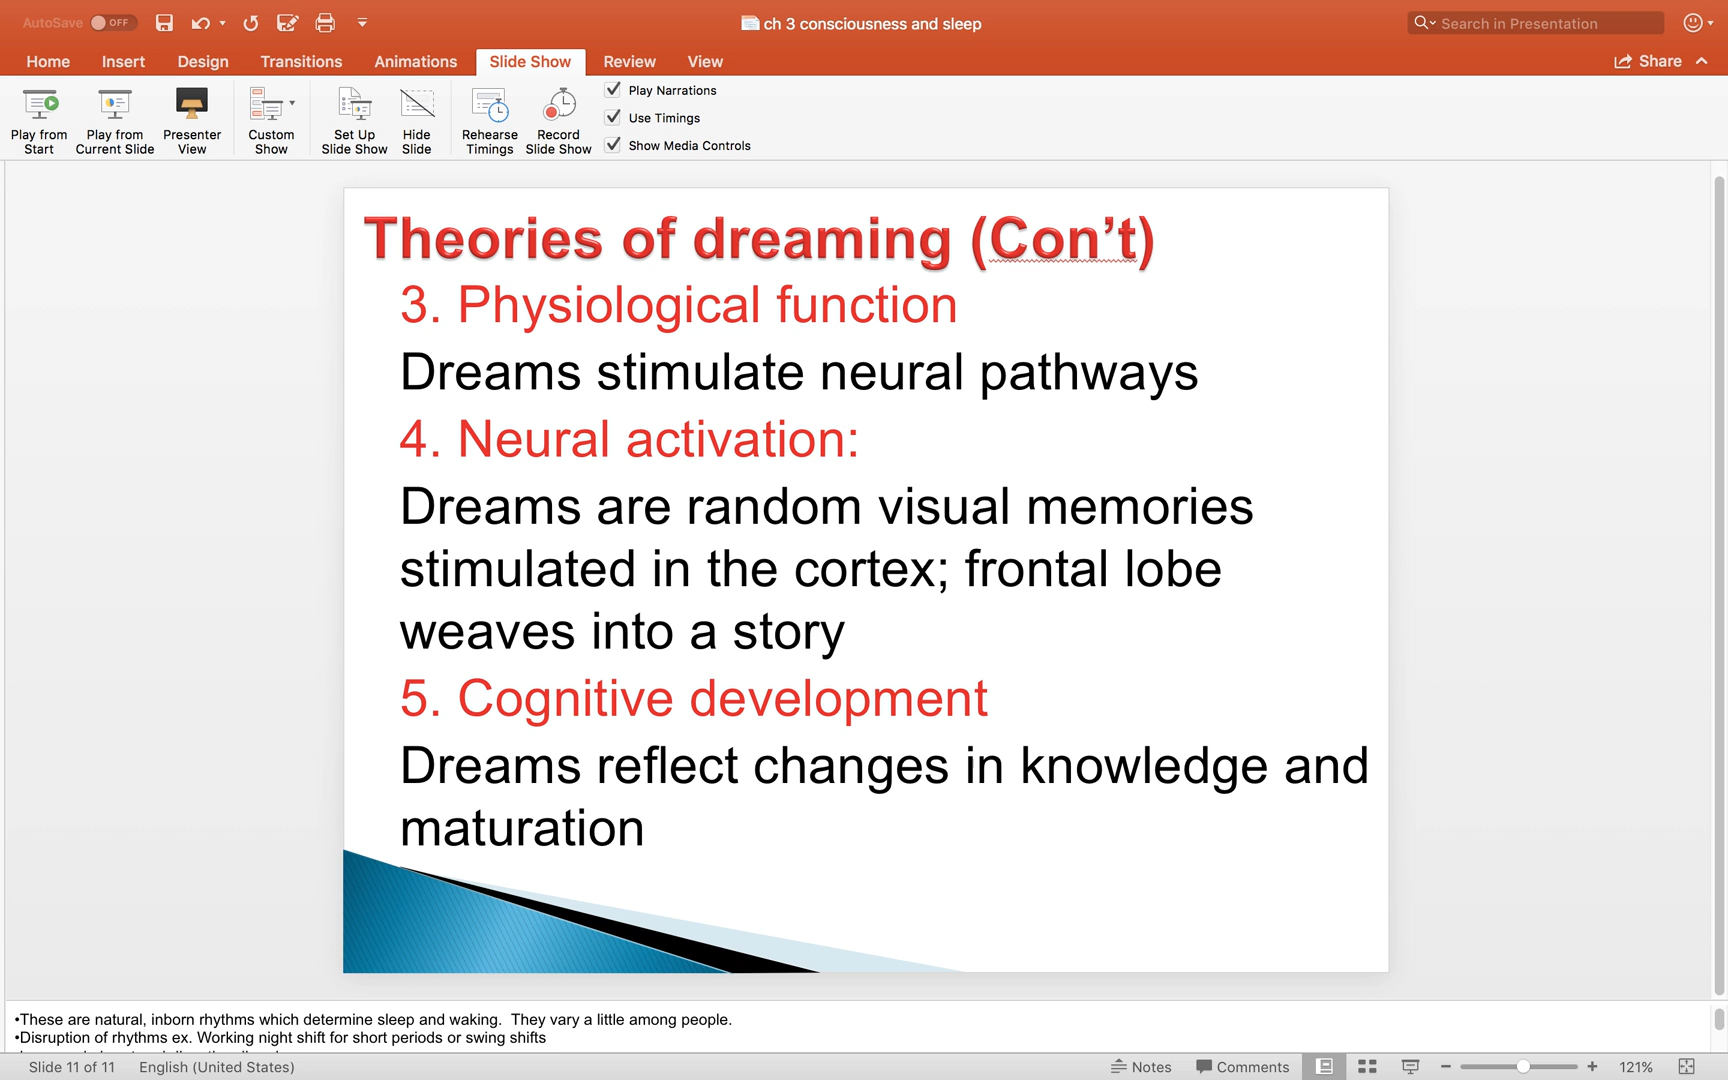 AutoSave OFF
ch 3 consciousness and sleep
Search in Presentation
Home Insert Design Transitions Animations Slide Show Review View
Share
Play from Start
Play from Current Slide
Presenter View
Custom Show
Set Up Slide Show
Hide Slide
Rehearse Timings
Record Slide Show
Play Narrations
Use Timings
Show Media Controls
Theories of dreaming (Con’t)
3. Physiological function
Dreams stimulate neural pathways
4. Neural activation:
Dreams are random visual memories
stimulated in the cortex; frontal lobe
weaves into a story
5. Cognitive development
Dreams reflect changes in knowledge and
maturation
•These are natural, inborn rhythms which determine sleep and waking.  They vary a little among people.
•Disruption of rhythms ex. Working night shift for short periods or swing shifts
Slide 11 of 11 English (United States) Notes Comments 121%